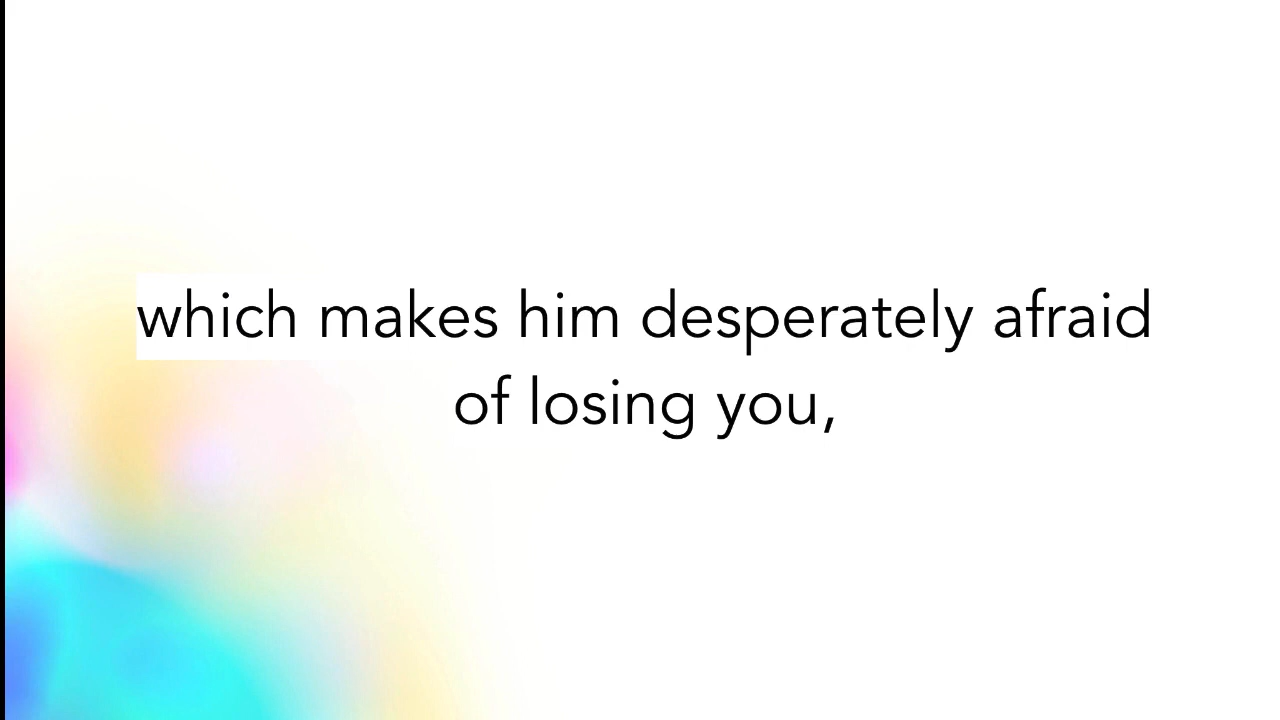 which makes him desperately afraid
of losing you,